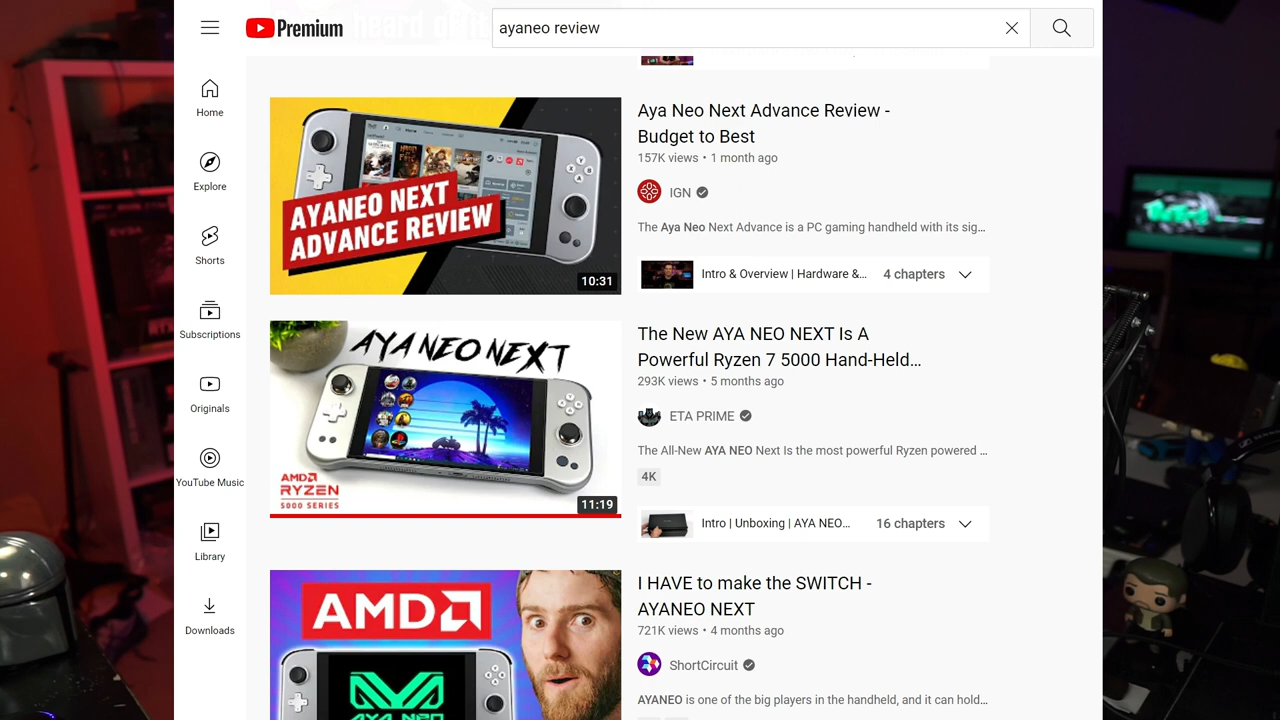 Premium
heard of it
ayaneo review
Home
Explore
Shorts
Subscriptions
Originals
YouTube Music
Library
Downloads
AYANEO NEXT
ADVANCE REVIEW
10:31
Aya Neo Next Advance Review -
Budget to Best
157K views • 1 month ago
IGN
The Aya Neo Next Advance is a PC gaming handheld with its sig...
Intro & Overview | Hardware &... 4 chapters
AYA NEO NEXT
AMD
RYZEN
5000 SERIES
11:19
The New AYA NEO NEXT Is A
Powerful Ryzen 7 5000 Hand-Held...
293K views • 5 months ago
ETA PRIME
The All-New AYA NEO Next Is the most powerful Ryzen powered ...
4K
Intro | Unboxing | AYA NEO... 16 chapters
AMD
AYA NEO
I HAVE to make the SWITCH -
AYANEO NEXT
721K views • 4 months ago
ShortCircuit
AYANEO is one of the big players in the handheld, and it can hold...
EVGA